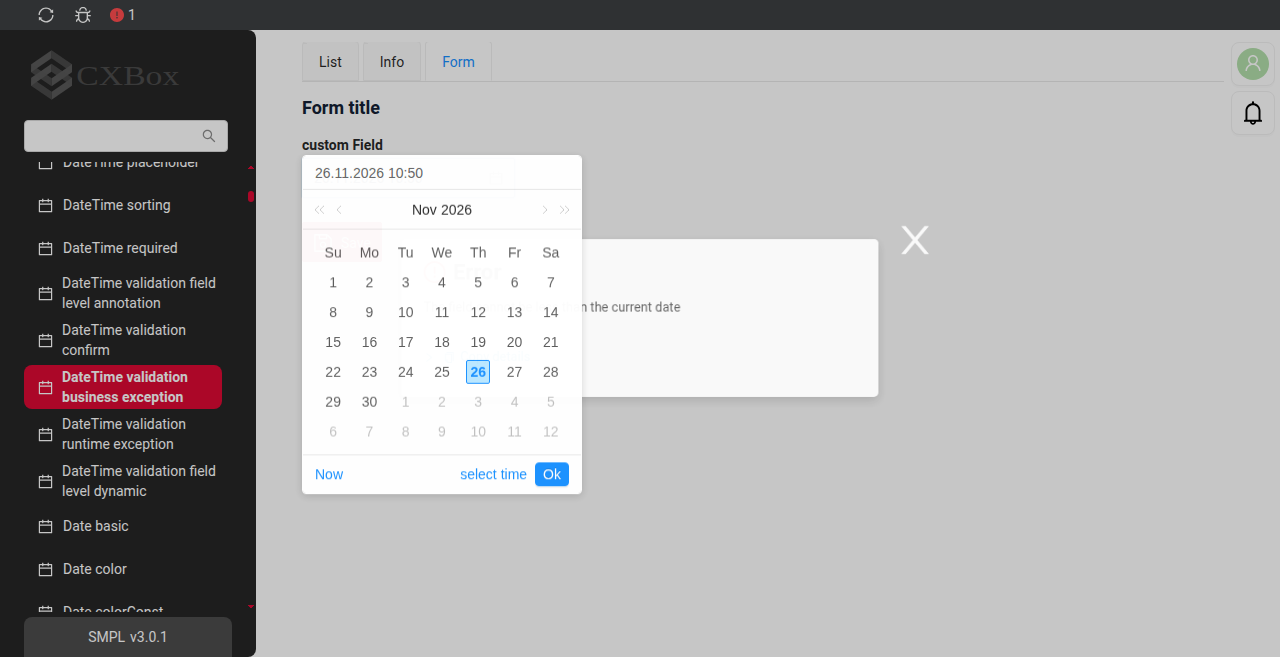 1
CXBox
DateTime placeholder
DateTime sorting
DateTime required
DateTime validation field
level annotation
DateTime validation
confirm
DateTime validation
business exception
DateTime validation
runtime exception
DateTime validation field
level dynamic
Date basic
Date color
Date colorConst
SMPL v3.0.1
List Info Form
Form title
custom Field
26.11.2026 10:50
Nov 2026
Su Mo Tu We Th Fr Sa
1 2 3 4 5 6 7
8 9 10 11 12 13 14
15 16 17 18 19 20 21
22 23 24 25 26 27 28
29 30 1 2 3 4 5
6 7 8 9 10 11 12
Now select time Ok
Error
the current date